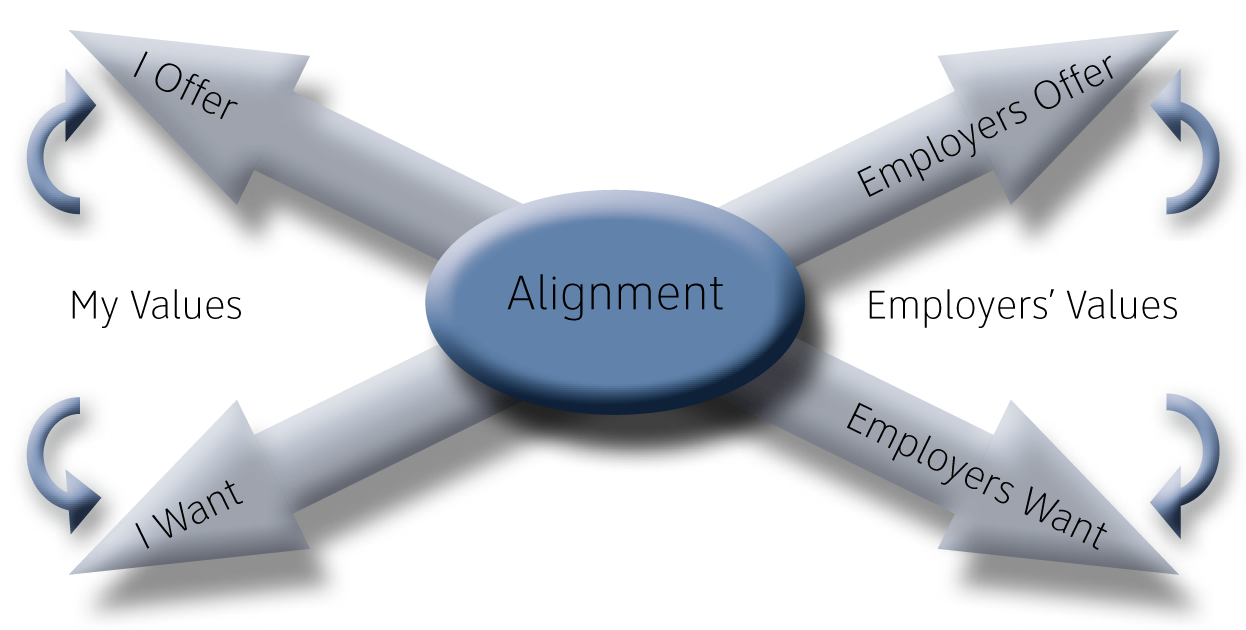 I Offer
Employers Offer
Alignment
My Values
Employers’ Values
I Want
Employers Want